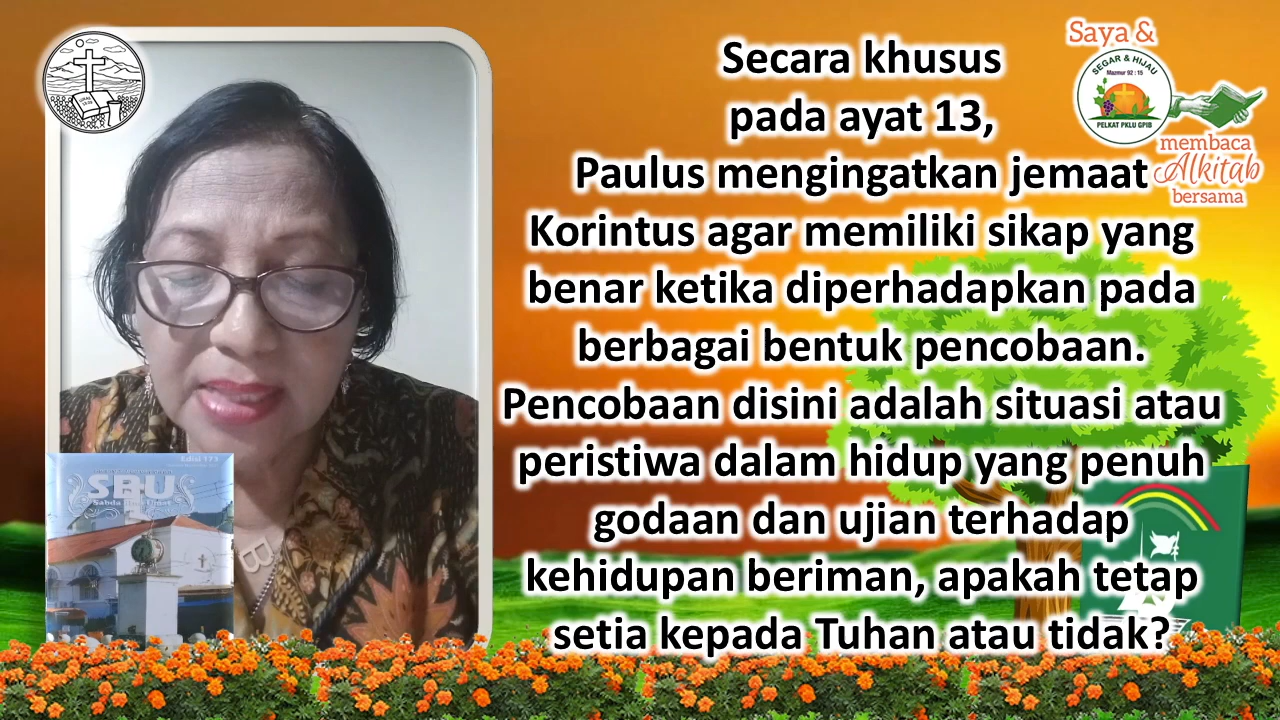 Secara khusus
pada ayat 13,
Paulus mengingatkan jemaat
Korintus agar memiliki sikap yang
benar ketika diperhadapkan pada
berbagai bentuk pencobaan.
Pencobaan disini adalah situasi atau
peristiwa dalam hidup yang penuh
godaan dan ujian terhadap
kehidupan beriman, apakah tetap
setia kepada Tuhan atau tidak?
Saya &
SEGAR & HIJAU
Mazmur 92 : 15
PELKAT PKLU GPIB
membaca
Alkitab
bersama
Edisi 173
SBU